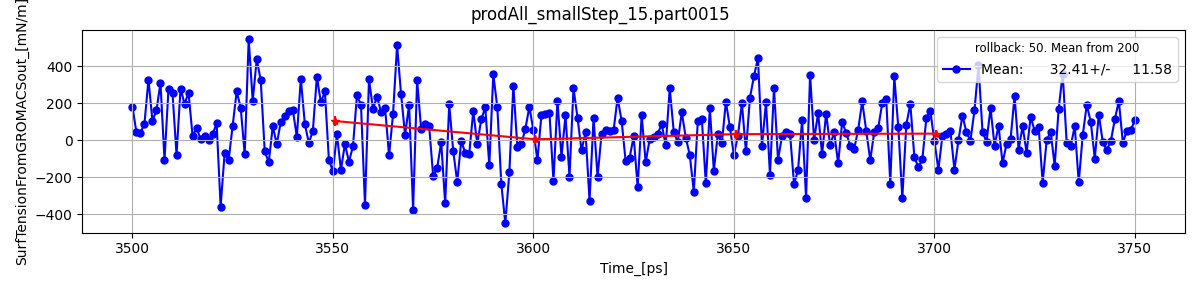 prodAll_smallStep_15.part0015
SurfTensionFromGROMACSout_[mN/m]
rollback: 50. Mean from 200
Mean: 32.41+/- 11.58
400
200
0
−200
−400
3500 3550 3600 3650 3700 3750
Time_[ps]